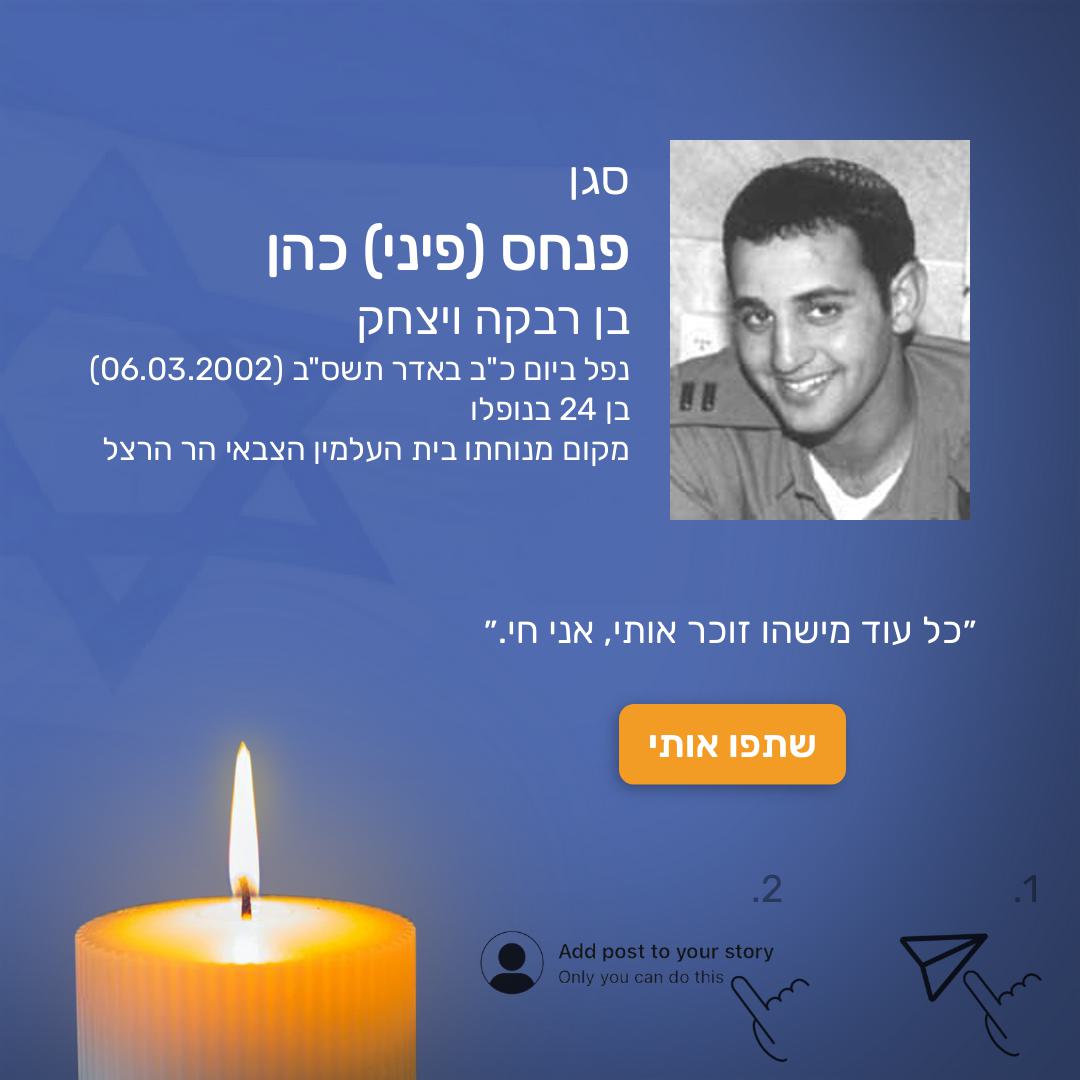 סגן
פנחס (פיני) כהן
בן רבקה ויצחק
נפל ביום כ"ב באדר תשס"ב (06.03.2002)
בן 24 בנופלו
מקום מנוחתו בית העלמין הצבאי הר הרצל
״כל עוד מישהו זוכר אותי, אני חי.״
שתפו אותי
1.
2.
Add post to your story
Only you can do this